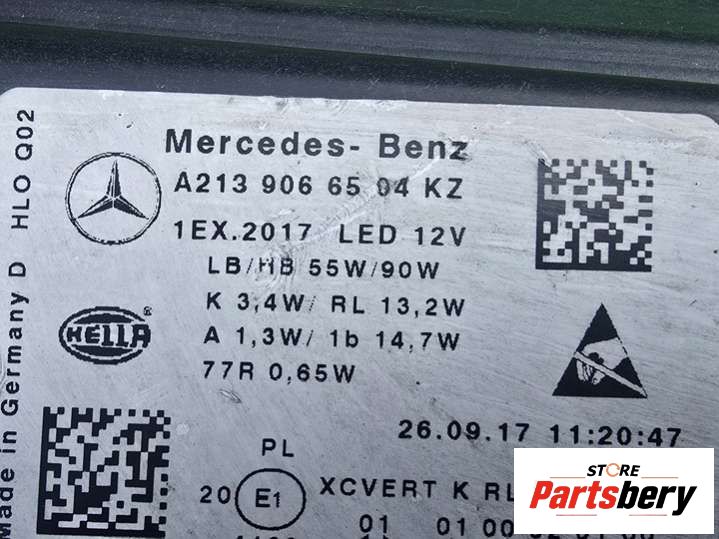 Mercedes- Benz
A213 906 65 04 KZ
1EX.2017 LED 12V
LB/HB 55W/90W
K 3,4W/ RL 13,2W
A 1,3W/ 1b 14,7W
77R 0,65W
HELLA ®
Made in Germany D HLO Q02
26.09.17 11:20:47
PL
20 E1 XCVERT K RL
01 01 00
STORE
Partsbery